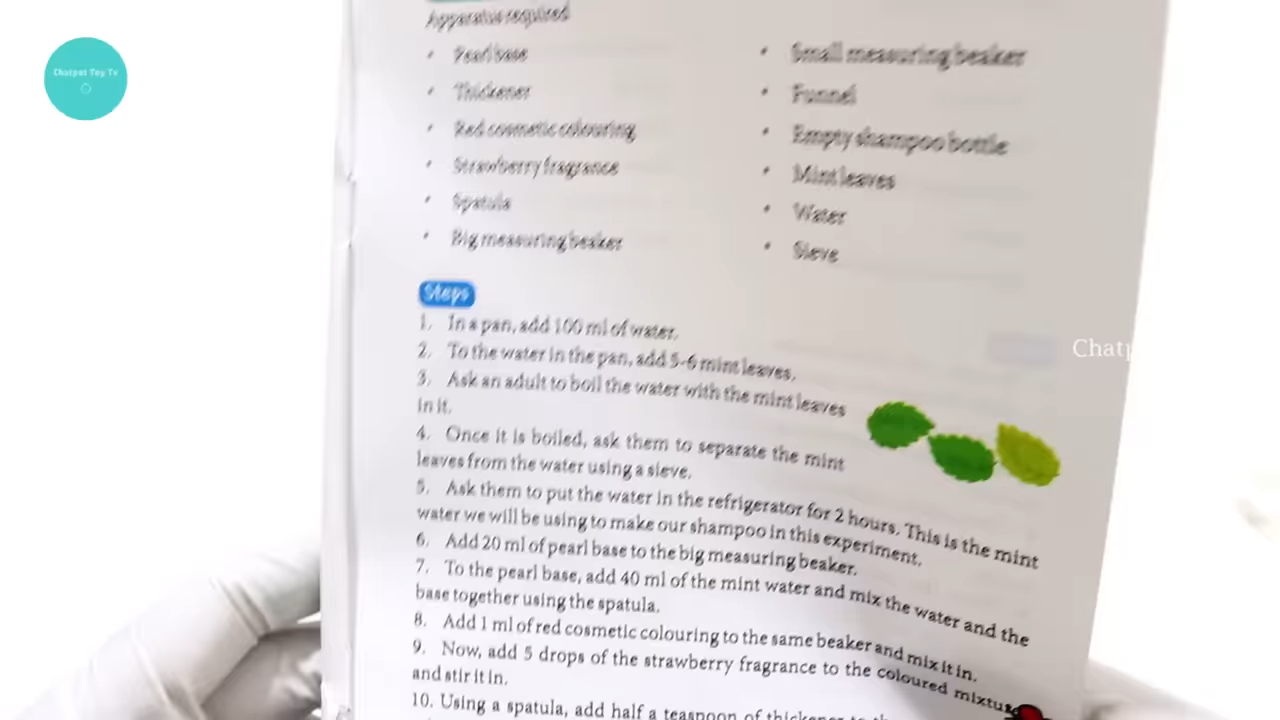 Chatpat Toy Tv
Apparatus required
• Pearl base
• Thickener
• Red cosmetic colouring
• Strawberry fragrance
• Spatula
• Big measuring beaker
• Small measuring beaker
• Funnel
• Empty shampoo bottle
• Mint leaves
• Water
• Sieve
Steps
1. In a pan, add 100 ml of water.
2. To the water in the pan, add 5-6 mint leaves.
3. Ask an adult to boil the water with the mint leaves
in it.
4. Once it is boiled, ask them to separate the mint
leaves from the water using a sieve.
5. Ask them to put the water in the refrigerator for 2 hours. This is the mint
water we will be using to make our shampoo in this experiment.
6. Add 20 ml of pearl base to the big measuring beaker.
7. To the pearl base, add 40 ml of the mint water and mix the water and the
base together using the spatula.
8. Add 1 ml of red cosmetic colouring to the same beaker and mix it in.
9. Now, add 5 drops of the strawberry fragrance to the coloured mixture
and stir it in.
10. Using a spatula, add half a teaspoon of thickener to
Chatp